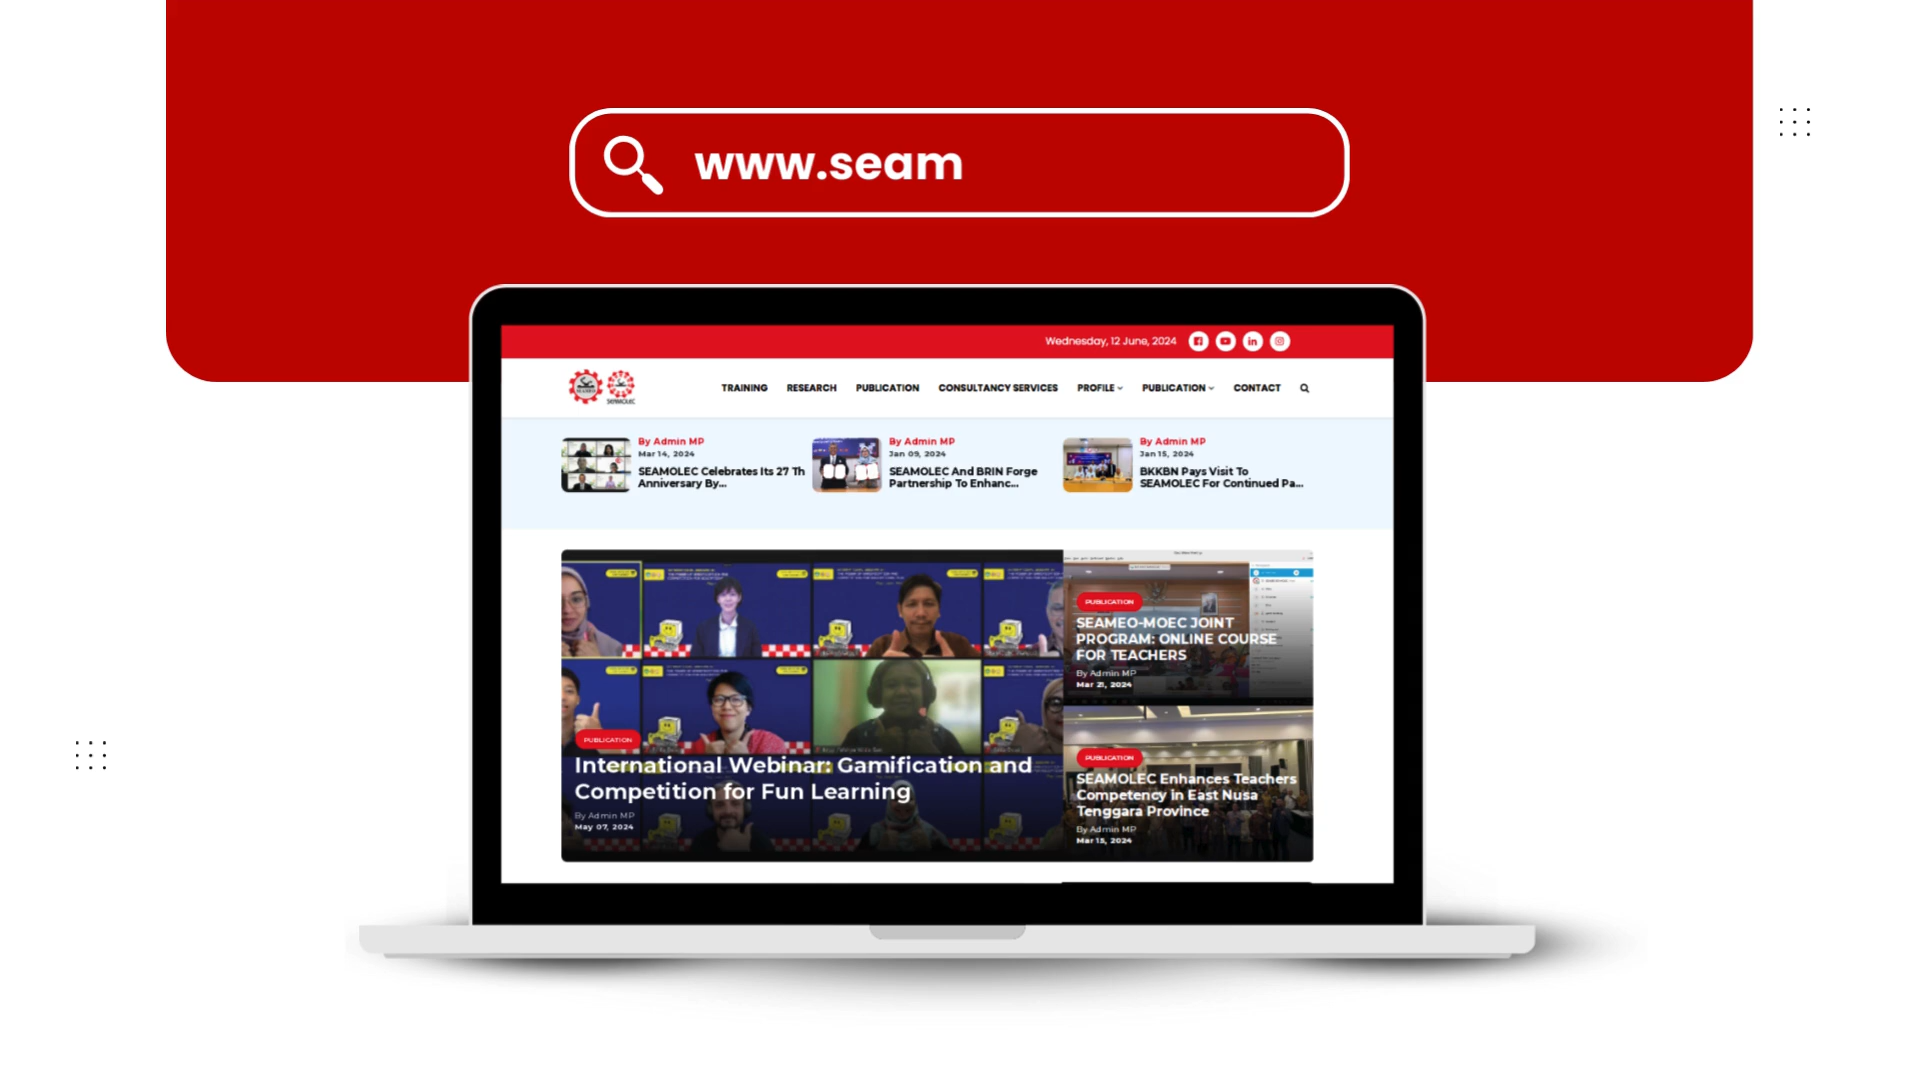 www.seam
Wednesday, 12 June, 2024
SEAMOLEC
TRAINING RESEARCH PUBLICATION CONSULTANCY SERVICES PROFILE PUBLICATION CONTACT
By Admin MP
Mar 14, 2024
SEAMOLEC Celebrates Its 27 Th
Anniversary By...
By Admin MP
Jan 09, 2024
SEAMOLEC And BRIN Forge
Partnership To Enhanc...
By Admin MP
Jan 15, 2024
BKKBN Pays Visit To
SEAMOLEC For Continued Pa...
PUBLICATION
International Webinar: Gamification and
Competition for Fun Learning
By Admin MP
May 07, 2024
PUBLICATION
SEAMEO-MOEC JOINT
PROGRAM: ONLINE COURSE
FOR TEACHERS
By Admin MP
Mar 21, 2024
PUBLICATION
SEAMOLEC Enhances Teachers
Competency in East Nusa
Tenggara Province
By Admin MP
Mar 15, 2024